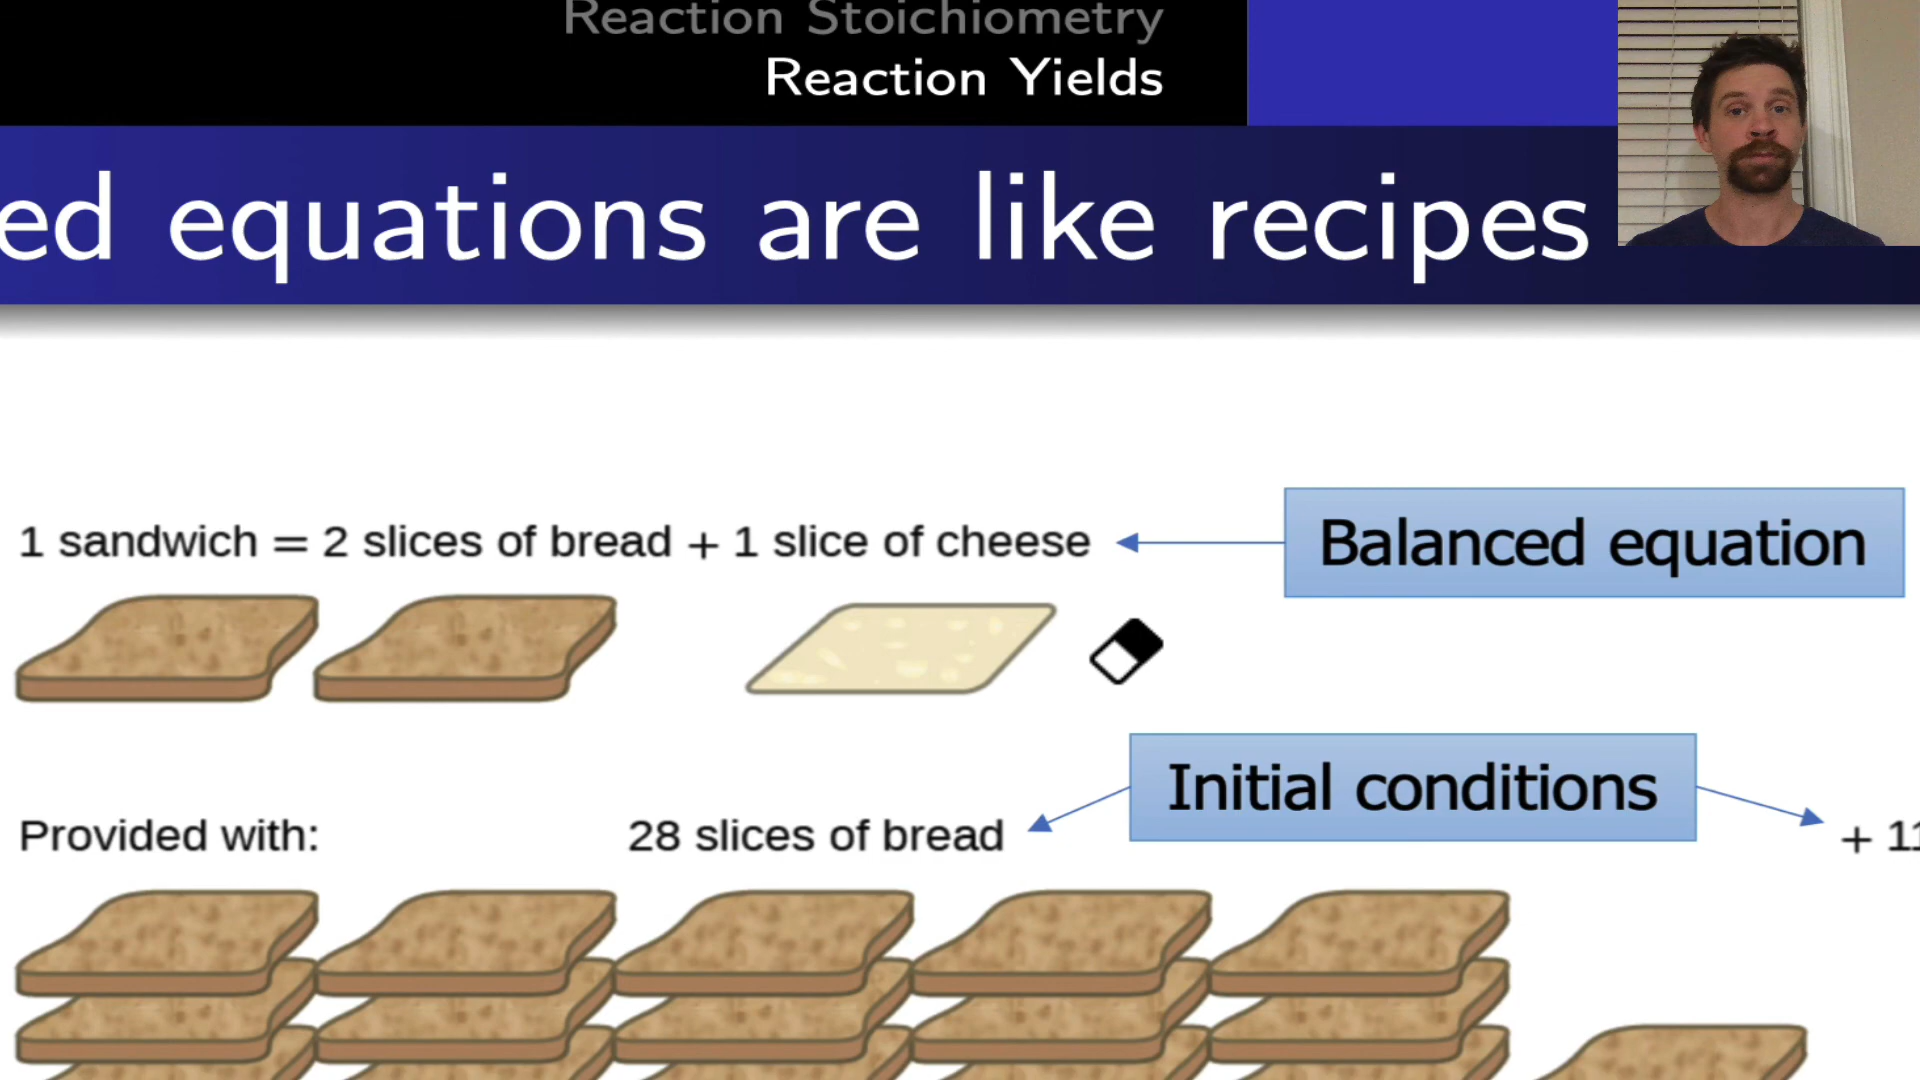 Reaction Stoichiometry
Reaction Yields
ed equations are like recipes
1 sandwich = 2 slices of bread + 1 slice of cheese
Balanced equation
Initial conditions
Provided with:
28 slices of bread
+ 11